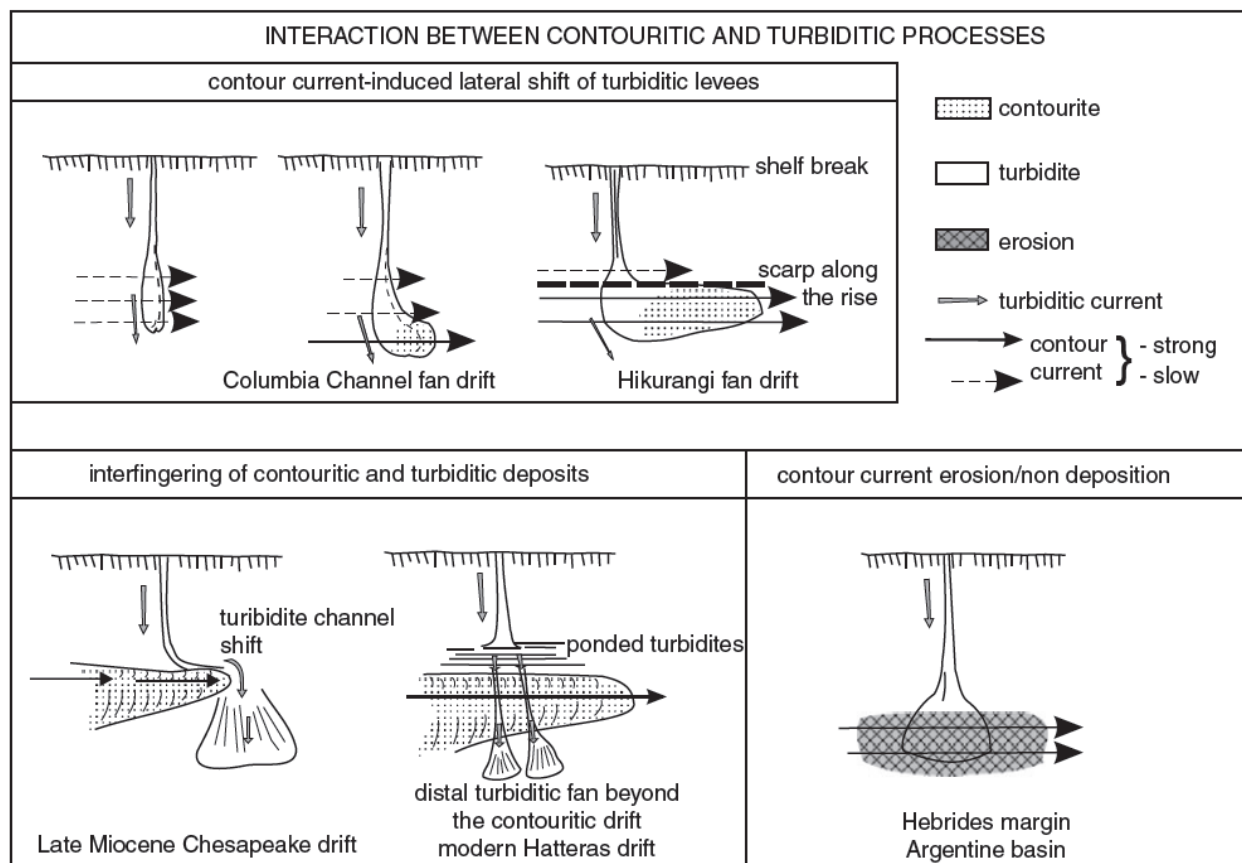 INTERACTION BETWEEN CONTOURITIC AND TURBIDITIC PROCESSES
contour current-induced lateral shift of turbiditic levees
shelf break
scarp along
the rise
Columbia Channel fan drift
Hikurangi fan drift
contourite
turbidite
erosion
turbiditic current
contour } - strong
current - slow
interfingering of contouritic and turbiditic deposits
turibidite channel
shift
Late Miocene Chesapeake drift
ponded turbidites
distal turbiditic fan beyond
the contouritic drift
modern Hatteras drift
contour current erosion/non deposition
Hebrides margin
Argentine basin